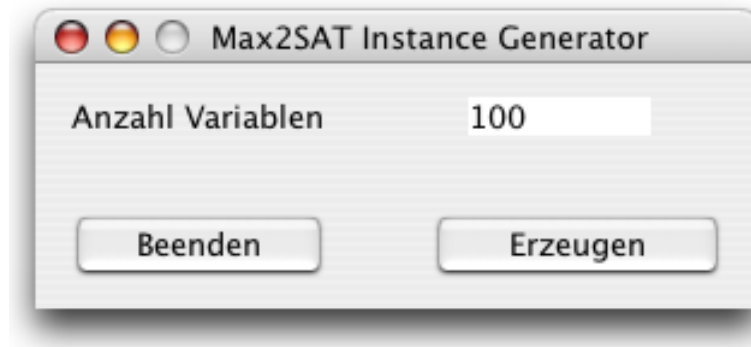 Max2SAT Instance Generator
Anzahl Variablen 100
Beenden Erzeugen